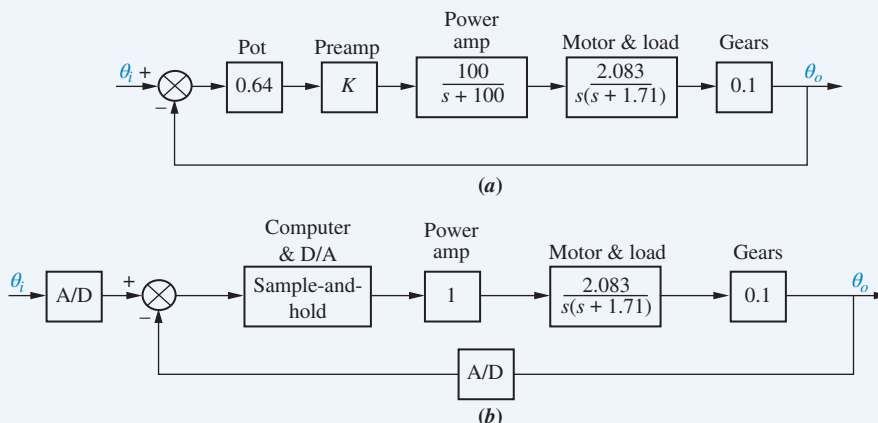 Power
amp
Pot
Preamp
Motor & load
Gears
θi
+
−
0.64
K
100
s + 100
2.083
s(s + 1.71)
0.1
θo
(a)
Computer
& D/A
Power
amp
Motor & load
Gears
θi
A/D
+
−
Sample-and-
hold
1
2.083
s(s + 1.71)
0.1
θo
A/D
(b)